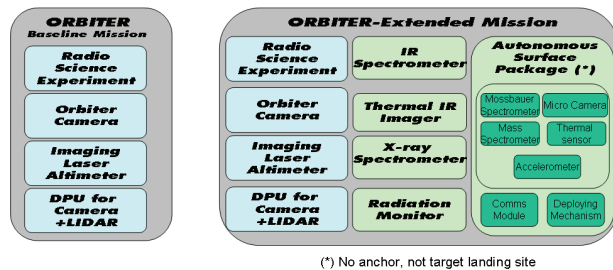 ORBITER
Baseline Mission
Radio
Science
Experiment
Orbiter
Camera
Imaging
Laser
Altimeter
DPU for
Camera
+LIDAR
ORBITER-Extended Mission
Radio
Science
Experiment
Orbiter
Camera
Imaging
Laser
Altimeter
DPU for
Camera
+LIDAR
IR
Spectrometer
Thermal IR
Imager
X-ray
Spectrometer
Radiation
Monitor
Autonomous
Surface
Package (*)
Mossbauer
Spectrometer
Micro Camera
Mass
Spectrometer
Thermal
sensor
Accelerometer
Comms
Module
Deploying
Mechanism
(*) No anchor, not target landing site